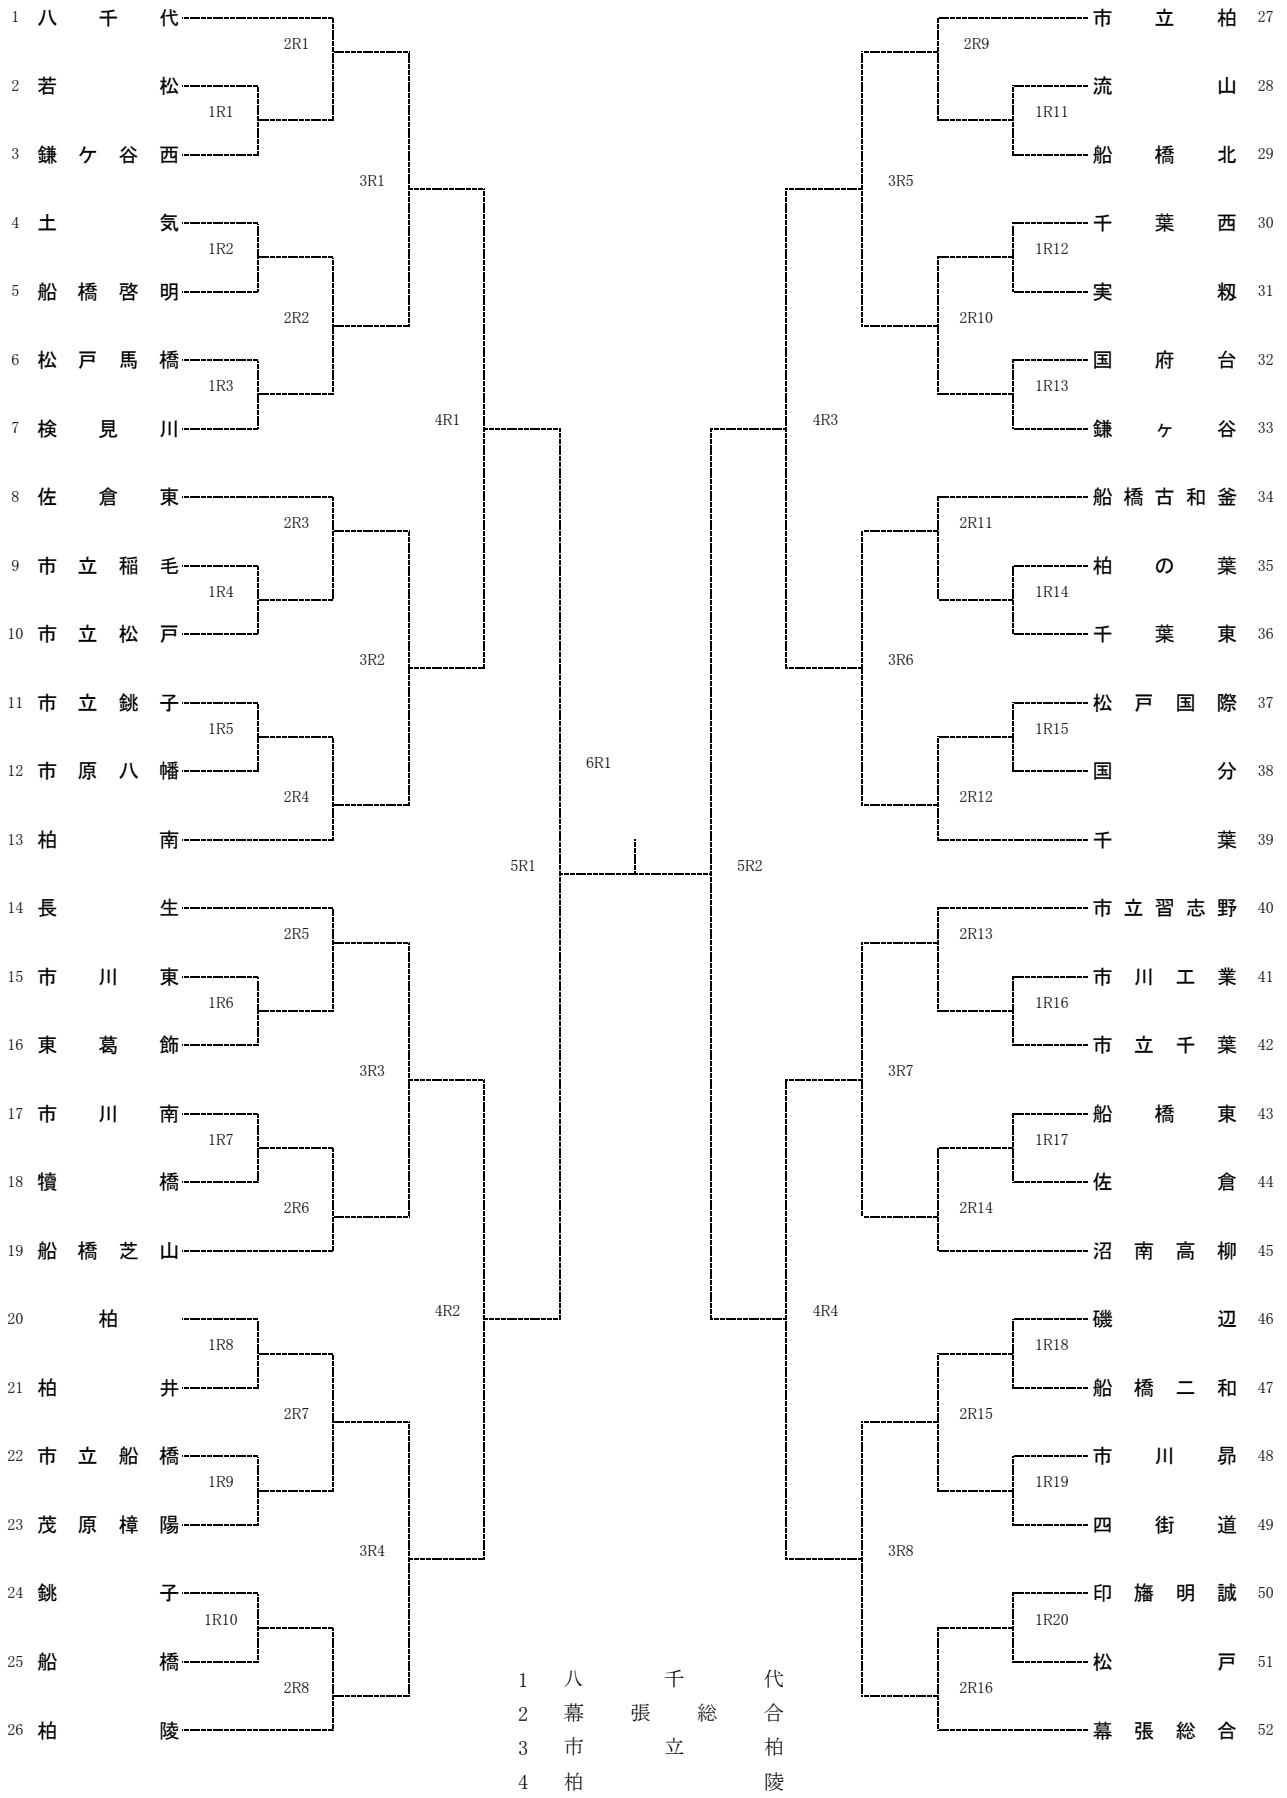 1 八千代 2R1 2R9 市立柏 27
2 若松 1R1 1R11 流山 28
3 鎌ケ谷西 船橋北 29
3R1 3R5
4 土気 1R2 1R12 千葉西 30
5 船橋啓明 2R2 2R10 実籾 31
6 松戸馬橋 1R3 1R13 国府台 32
7 検見川 4R1 4R3 鎌ヶ谷 33
8 佐倉東 2R3 2R11 船橋古和釜 34
9 市立稲毛 1R4 1R14 柏の葉 35
10 市立松戸 千葉東 36
3R2 3R6
11 市立銚子 1R5 1R15 松戸国際 37
12 市原八幡 6R1 国分 38
2R4 2R12
13 柏南 千葉 39
5R1 5R2
14 長生 2R5 2R13 市立習志野 40
15 市川東 1R6 1R16 市川工業 41
16 東葛飾 市立千葉 42
3R3 3R7
17 市川南 1R7 1R17 船橋東 43
18 犢橋 2R6 2R14 佐倉 44
19 船橋芝山 沼南高柳 45
20 柏 4R2 4R4 磯辺 46
1R8 1R18
21 柏井 2R7 2R15 船橋二和 47
22 市立船橋 1R9 1R19 市川昴 48
23 茂原樟陽 四街道 49
3R4 3R8
24 銚子 1R10 1R20 印旛明誠 50
25 船橋 松戸 51
2R8 2R16
26 柏陵 幕張総合 52
1 八千代
2 幕張総合
3 市立柏
4 柏陵